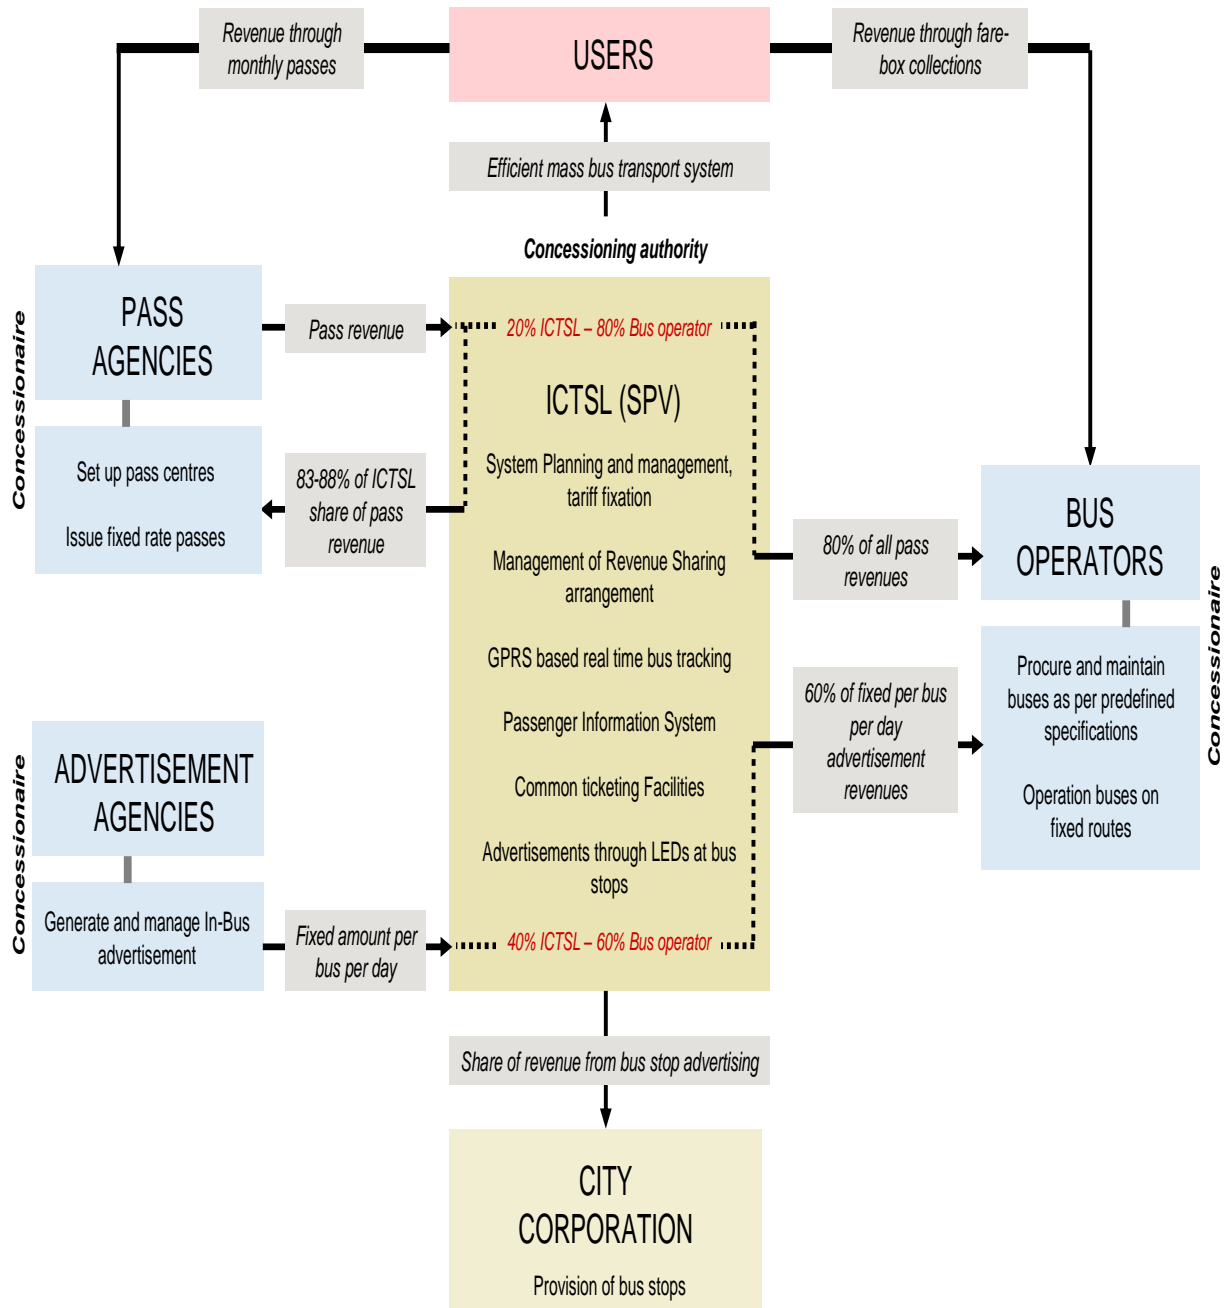 Revenue through
monthly passes
USERS
Revenue through fare-
box collections
Efficient mass bus transport system
Concessioning authority
Concessionaire
PASS
AGENCIES
Pass revenue
20% ICTSL – 80% Bus operator
ICTSL (SPV)
Set up pass centres
Issue fixed rate passes
83-88% of ICTSL
share of pass
revenue
System Planning and management,
tariff fixation
Management of Revenue Sharing
arrangement
GPRS based real time bus tracking
Passenger Information System
Common ticketing Facilities
Advertisements through LEDs at bus
stops
40% ICTSL – 60% Bus operator
80% of all pass
revenues
BUS
OPERATORS
Concessionaire
60% of fixed per bus
per day
advertisement
revenues
Procure and maintain
buses as per predefined
specifications
Operation buses on
fixed routes
Concessionaire
ADVERTISEMENT
AGENCIES
Generate and manage In-Bus
advertisement
Fixed amount per
bus per day
Share of revenue from bus stop advertising
CITY
CORPORATION
Provision of bus stops